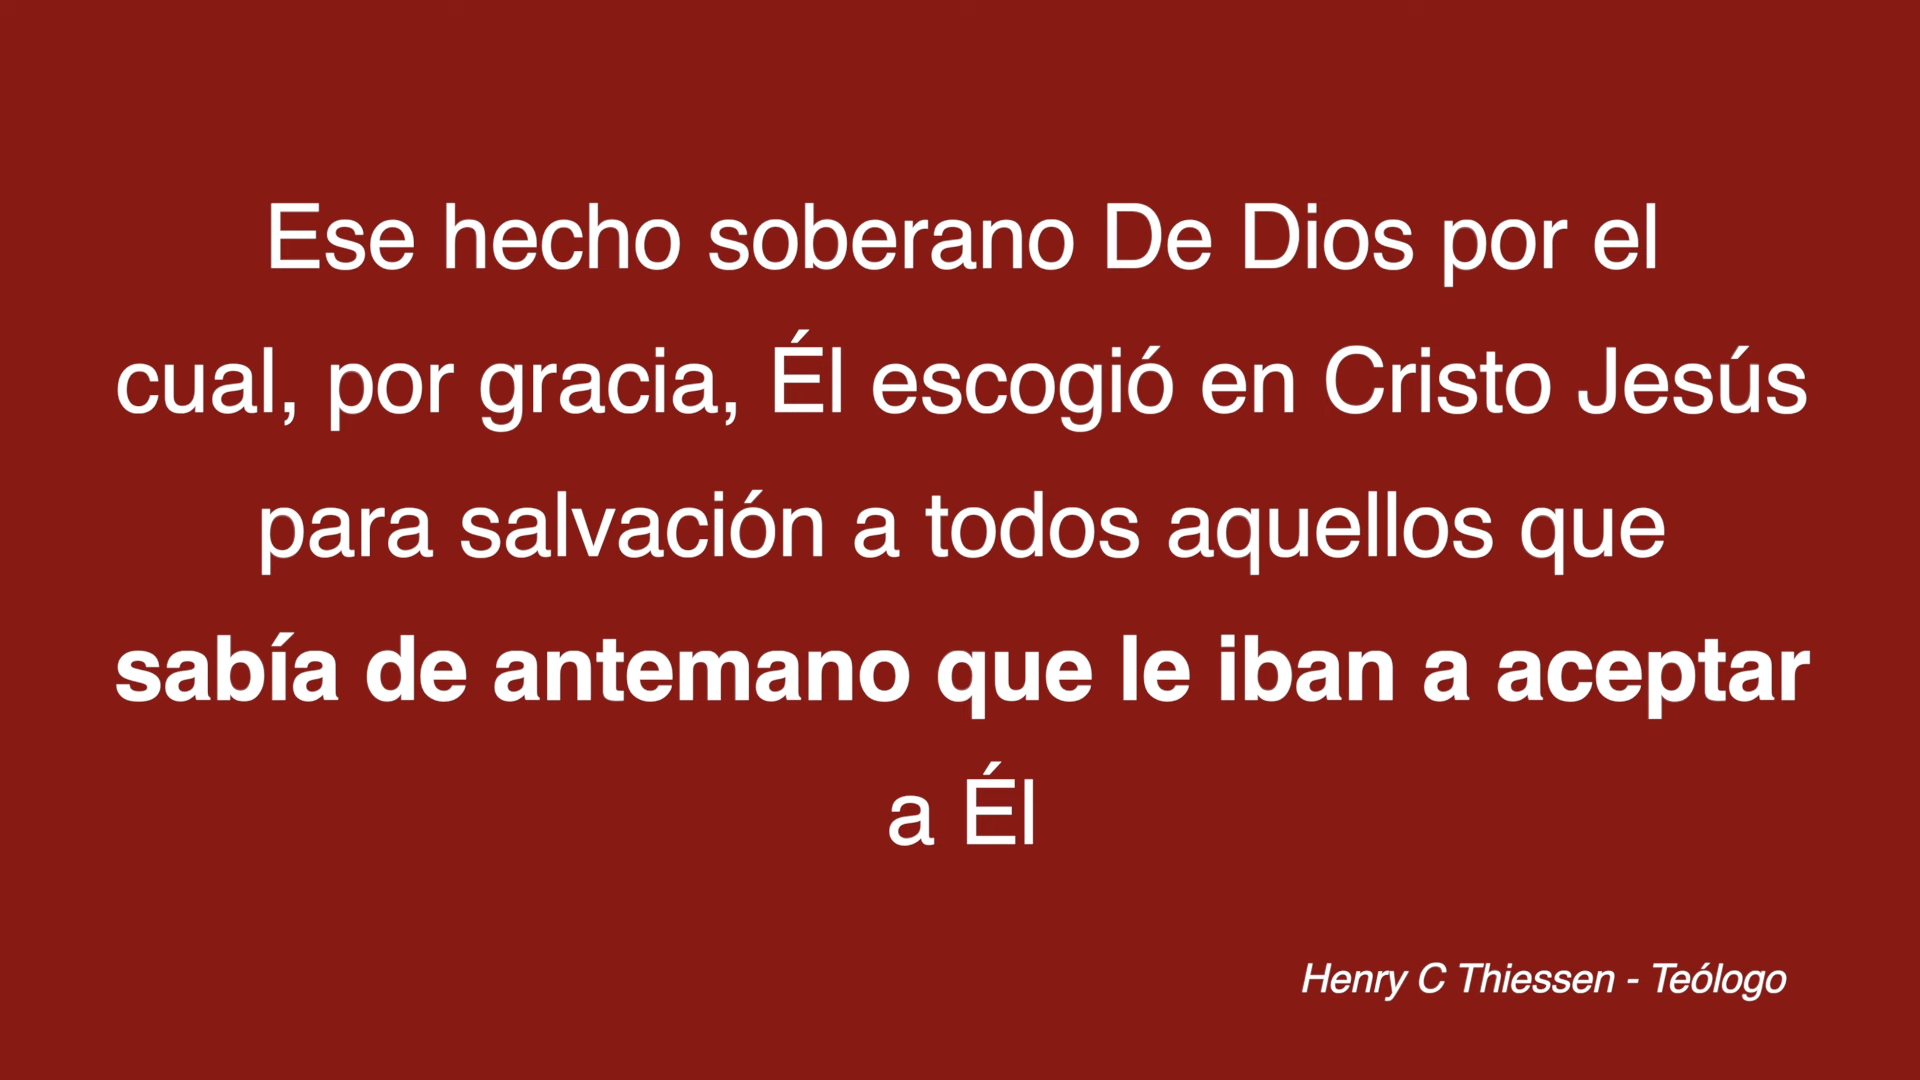 Ese hecho soberano De Dios por el
cual, por gracia, Él escogió en Cristo Jesús
para salvación a todos aquellos que
sabía de antemano que le iban a aceptar
a Él
Henry C Thiessen - Teólogo